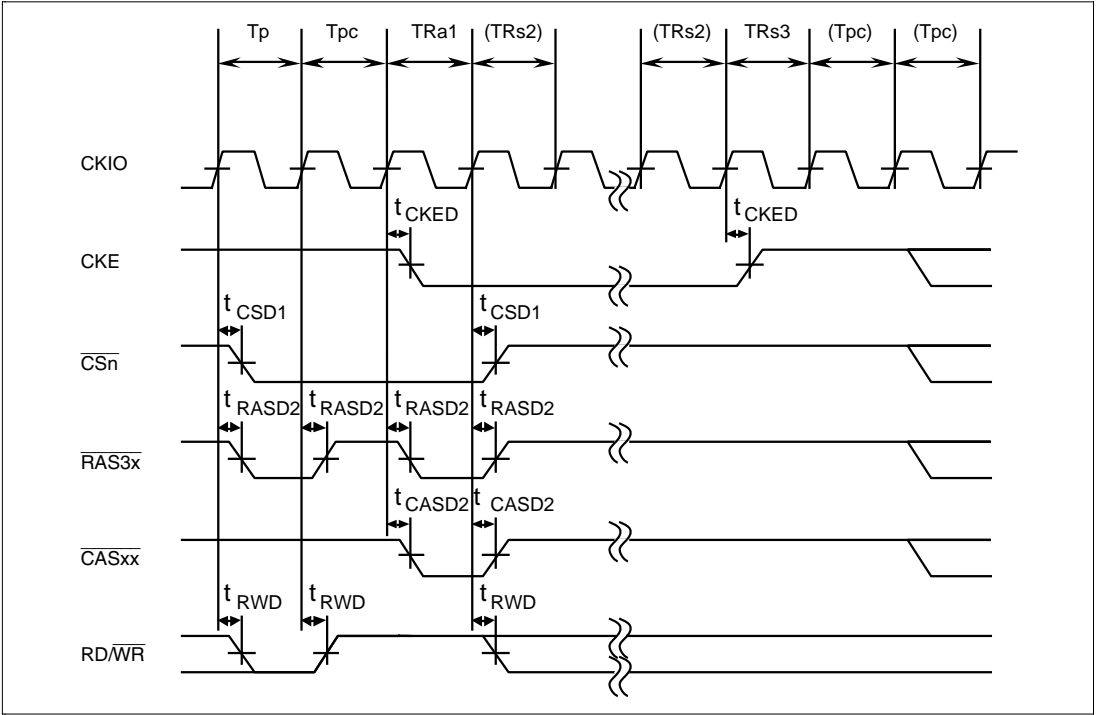 Tp Tpc TRa1 (TRs2) (TRs2) TRs3 (Tpc) (Tpc)
CKIO
tCKED tCKED
CKE
tCSD1 tCSD1
CSn
tRASD2 tRASD2 tRASD2 tRASD2
RAS3x
tCASD2 tCASD2
CASxx
tRWD tRWD tRWD
RD/WR